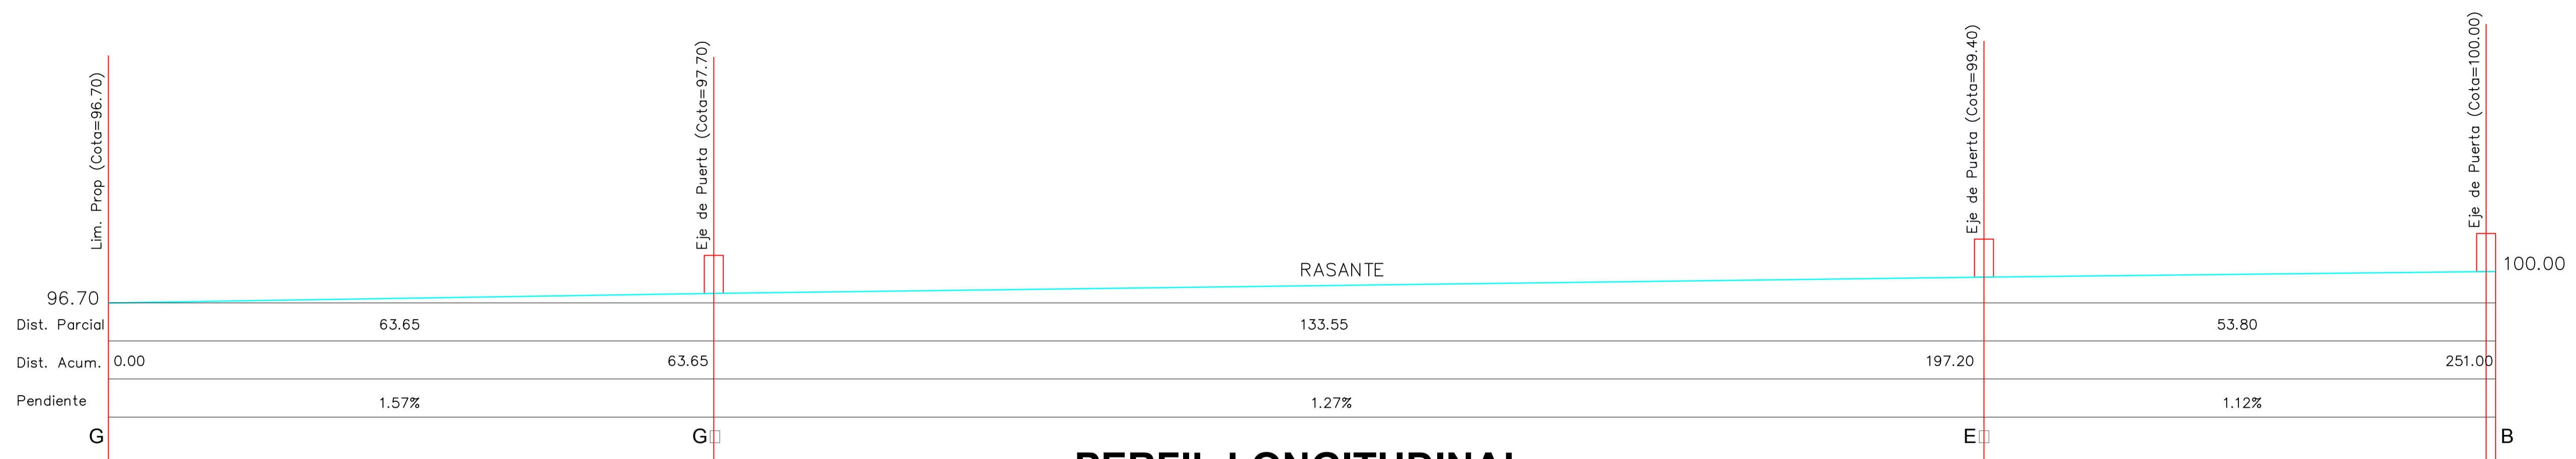 Lim. Prop (Cota=96.70)
Eje de Puerta (Cota=97.70)
Eje de Puerta (Cota=99.40)
Eje de Puerta (Cota=100.00)
RASANTE
96.70
100.00
Dist. Parcial 63.65 133.55 53.80
Dist. Acum. 0.00 63.65 197.20 251.00
Pendiente 1.57% 1.27% 1.12%
G G E B
PERFIL LONGITUDINAL